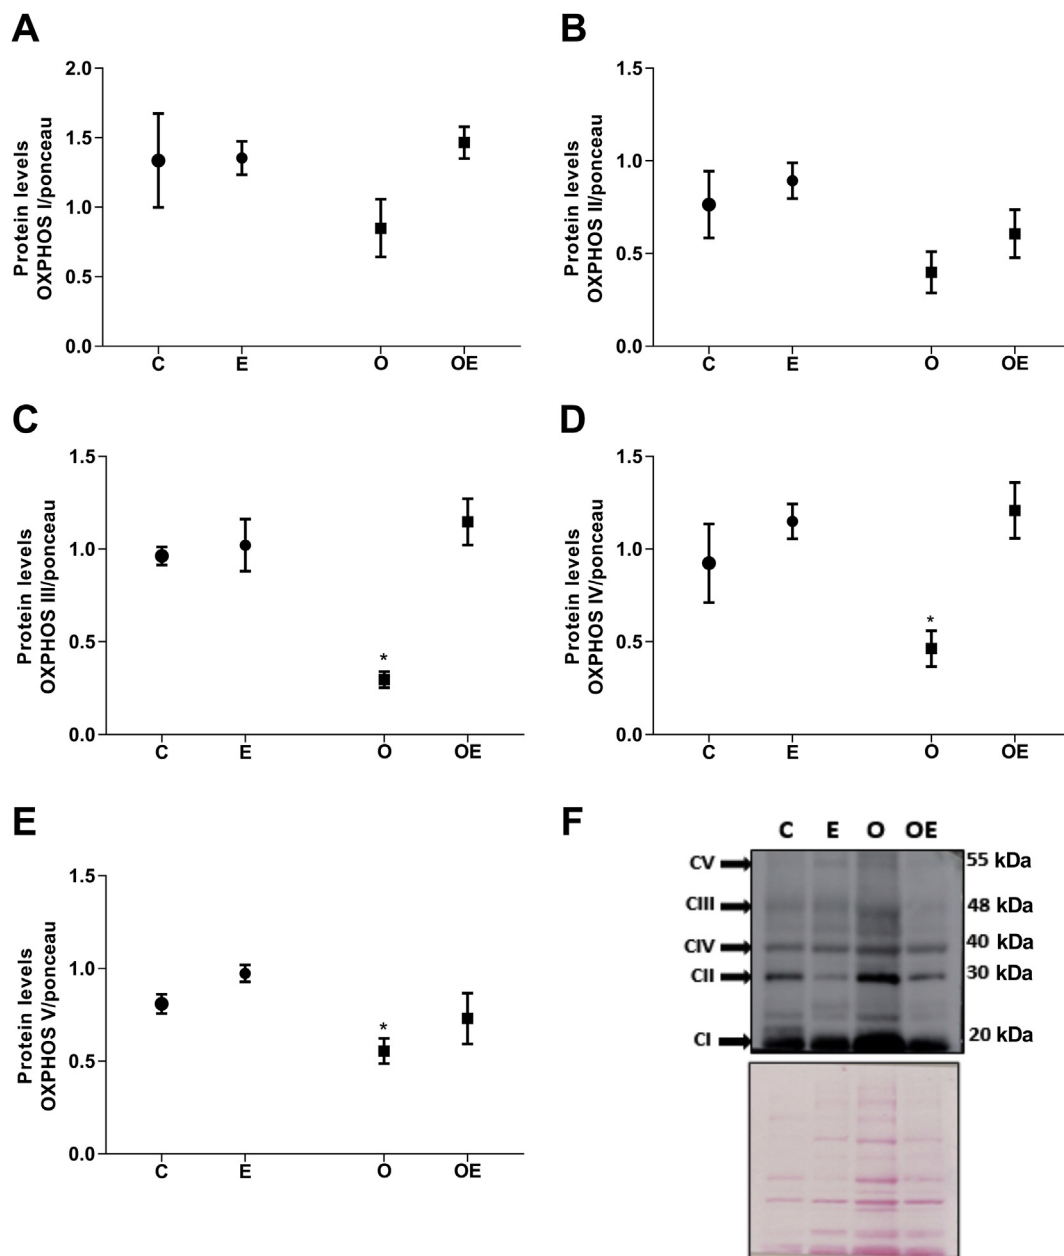 A
Protein levels
OXPHOS I/ponceau
2.0
1.5
1.0
0.5
0.0
C E O OE
B
Protein levels
OXPHOS II/ponceau
1.5
1.0
0.5
0.0
C E O OE
C
Protein levels
OXPHOS III/ponceau
1.5
1.0
0.5
0.0
*
C E O OE
D
Protein levels
OXPHOS IV/ponceau
1.5
1.0
0.5
0.0
*
C E O OE
E
Protein levels
OXPHOS V/ponceau
1.5
1.0
0.5
0.0
*
C E O OE
F
C E O OE
CV 55 kDa
CIII 48 kDa
CIV 40 kDa
CII 30 kDa
CI 20 kDa